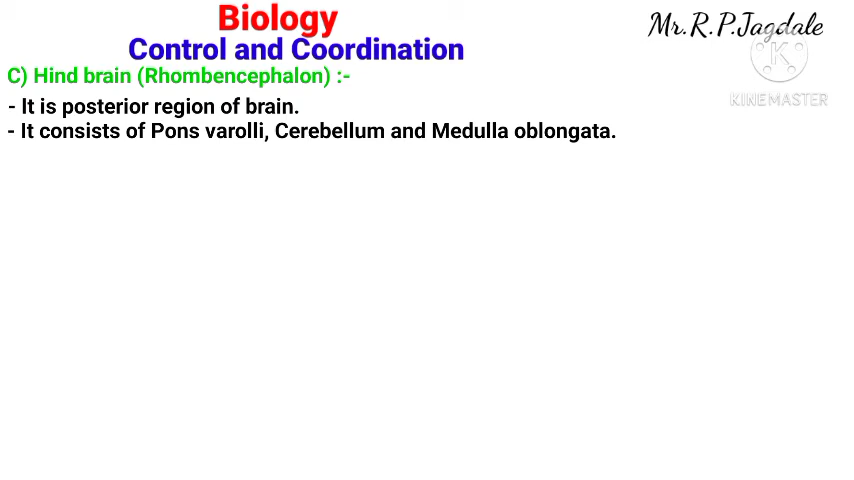 Biology
Mr.R.P.Jagdale
Control and Coordination
C) Hind brain (Rhombencephalon) :-
KINEMASTER
- It is posterior region of brain.
- It consists of Pons varolli, Cerebellum and Medulla oblongata.